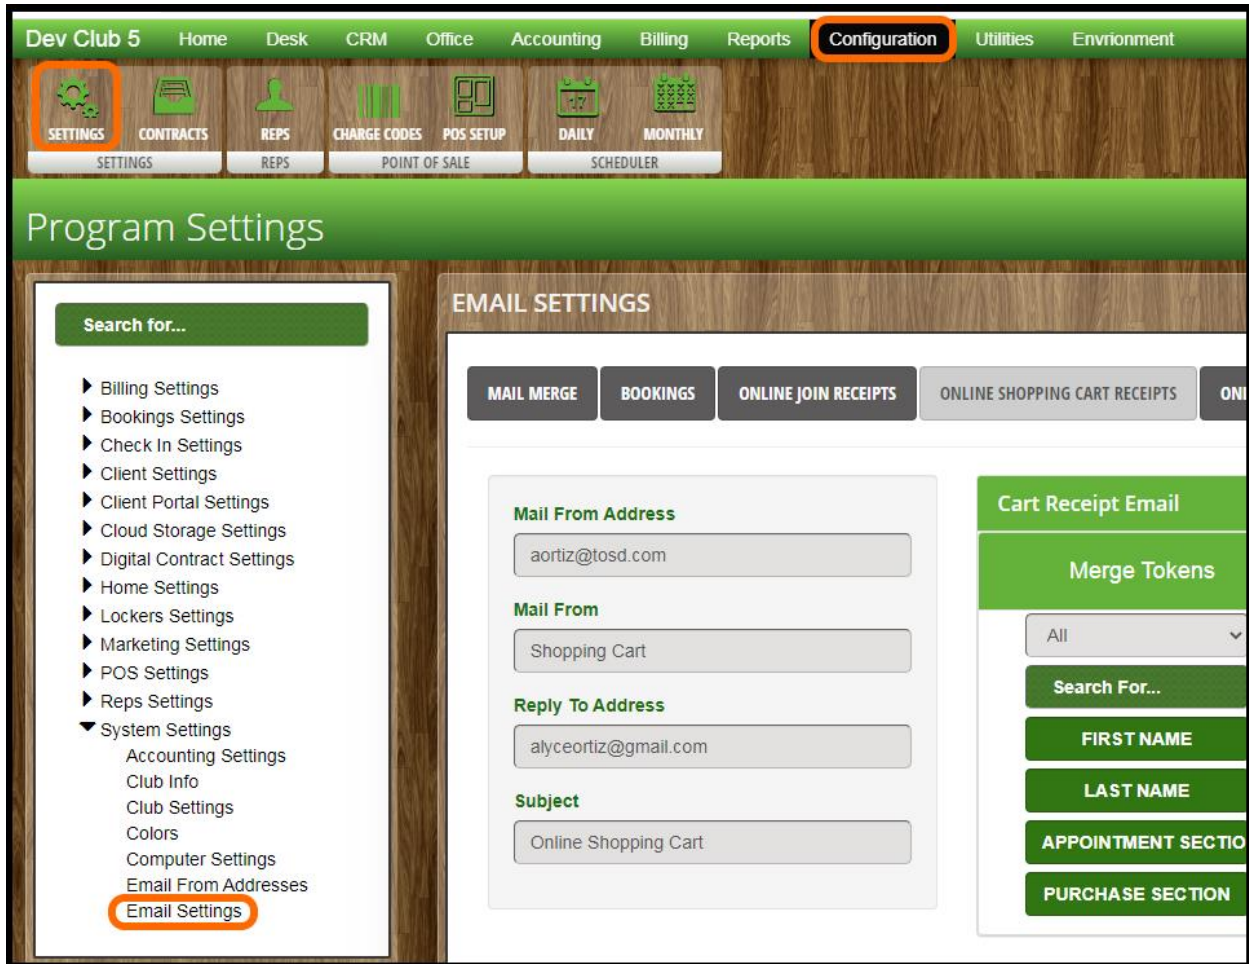 Dev Club 5 Home Desk CRM Office Accounting Billing Reports Configuration Utilities Envrionment
SETTINGS CONTRACTS REPS CHARGE CODES POS SETUP 17 DAILY MONTHLY
SETTINGS REPS POINT OF SALE SCHEDULER
Program Settings
Search for...
Billing Settings
Bookings Settings
Check In Settings
Client Settings
Client Portal Settings
Cloud Storage Settings
Digital Contract Settings
Home Settings
Lockers Settings
Marketing Settings
POS Settings
Reps Settings
System Settings
Accounting Settings
Club Info
Club Settings
Colors
Computer Settings
Email From Addresses
Email Settings
EMAIL SETTINGS
MAIL MERGE BOOKINGS ONLINE JOIN RECEIPTS ONLINE SHOPPING CART RECEIPTS ONL
Mail From Address
aortiz@tosd.com
Mail From
Shopping Cart
Reply To Address
alyceortiz@gmail.com
Subject
Online Shopping Cart
Cart Receipt Email
Merge Tokens
All
Search For...
FIRST NAME
LAST NAME
APPOINTMENT SECTIO
PURCHASE SECTION